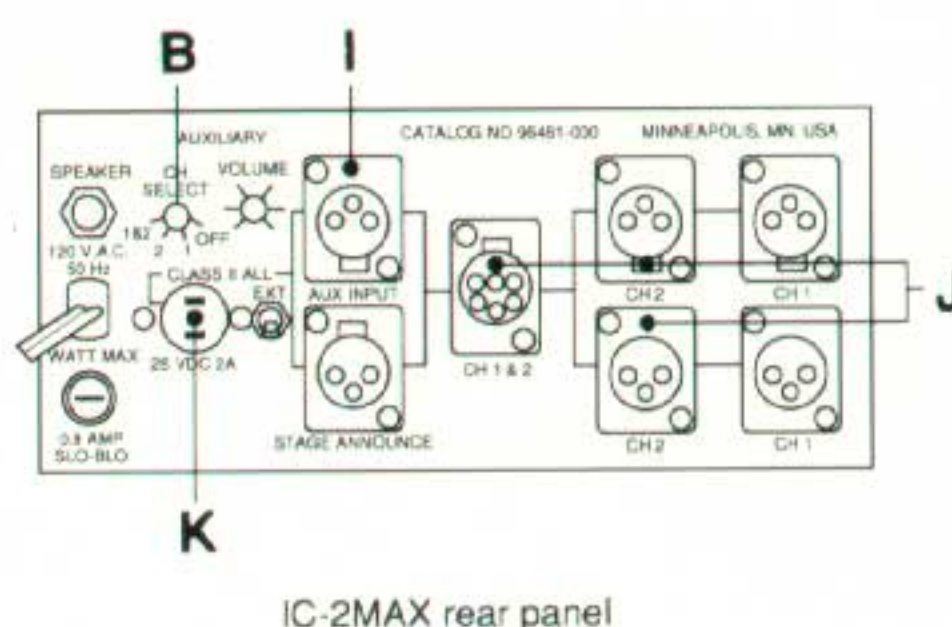 B I
AUXILIARY CATALOG NO 96461-000 MINNEAPOLIS, MN. USA
SPEAKER CH SELECT VOLUME
1&2 2 1 OFF
120 V.A.C.
50 Hz
CLASS II ALL
EXT
AUX INPUT
CH 2 CH 1
J
WATT MAX 26 VDC 2A
CH 1 & 2
0.8 AMP
SLO-BLO
STAGE ANNOUNCE
CH 2 CH 1
K
IC-2MAX rear panel